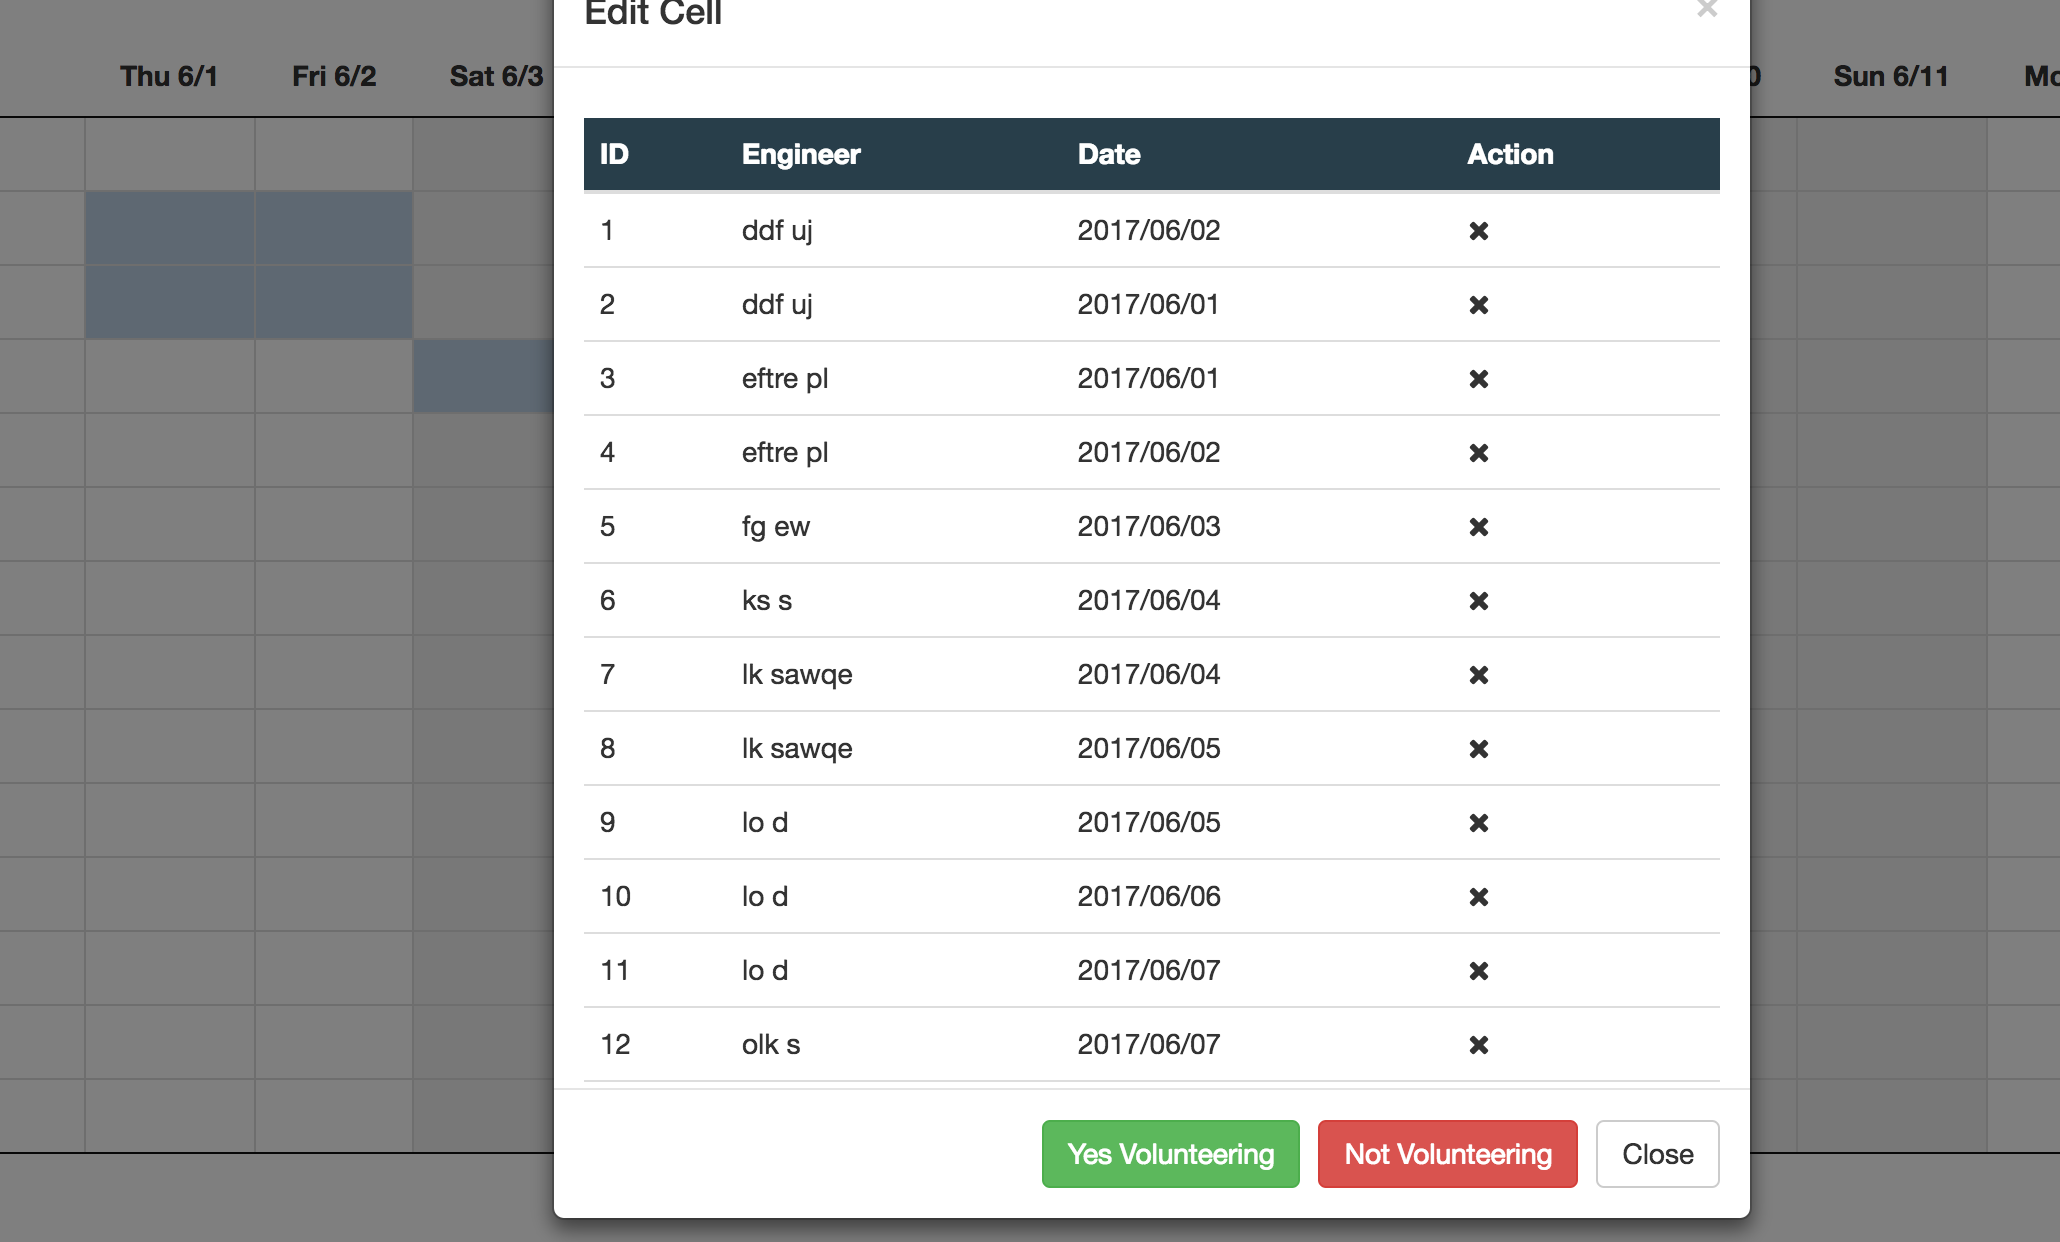 Edit Cell ×
Thu 6/1 Fri 6/2 Sat 6/3 Sun 6/11
ID Engineer Date Action
1 ddf uj 2017/06/02
2 ddf uj 2017/06/01
3 eftre pl 2017/06/01
4 eftre pl 2017/06/02
5 fg ew 2017/06/03
6 ks s 2017/06/04
7 lk sawqe 2017/06/04
8 lk sawqe 2017/06/05
9 lo d 2017/06/05
10 lo d 2017/06/06
11 lo d 2017/06/07
12 olk s 2017/06/07
Yes Volunteering Not Volunteering Close